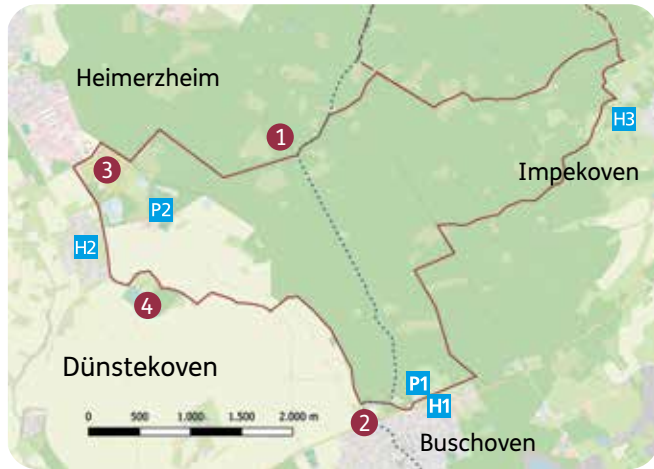 Heimerzheim
1
H3
3
Impekoven
P2
H2
4
Dünstekoven
P1
H1
0 500 1.000 1.500 2.000 m
2
Buschoven